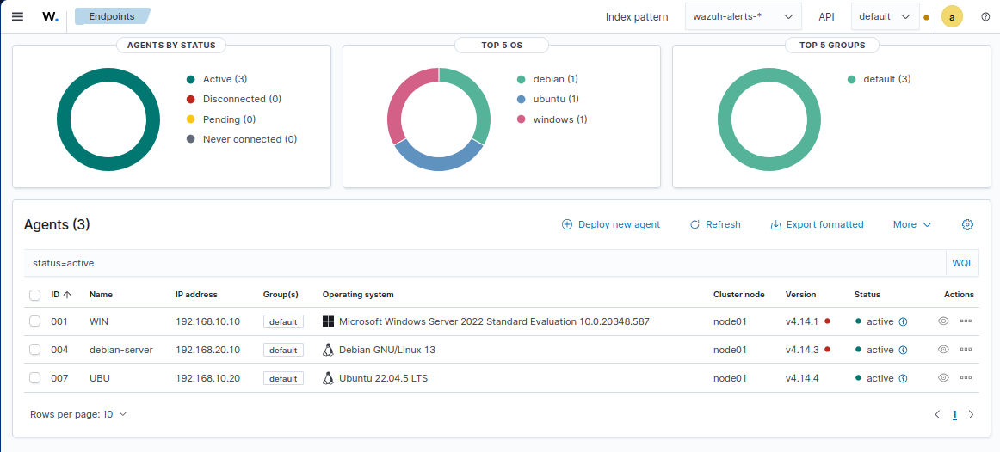 W. Endpoints Index pattern wazuh-alerts-* API default a
AGENTS BY STATUS
Active (3)
Disconnected (0)
Pending (0)
Never connected (0)
TOP 5 OS
debian (1)
ubuntu (1)
windows (1)
TOP 5 GROUPS
default (3)
Agents (3) Deploy new agent Refresh Export formatted More
status=active WQL
ID Name IP address Group(s) Operating system Cluster node Version Status Actions
001 WIN 192.168.10.10 default Microsoft Windows Server 2022 Standard Evaluation 10.0.20348.587 node01 v4.14.1 active
004 debian-server 192.168.20.10 default Debian GNU/Linux 13 node01 v4.14.3 active
007 UBU 192.168.10.20 default Ubuntu 22.04.5 LTS node01 v4.14.4 active
Rows per page: 10 1